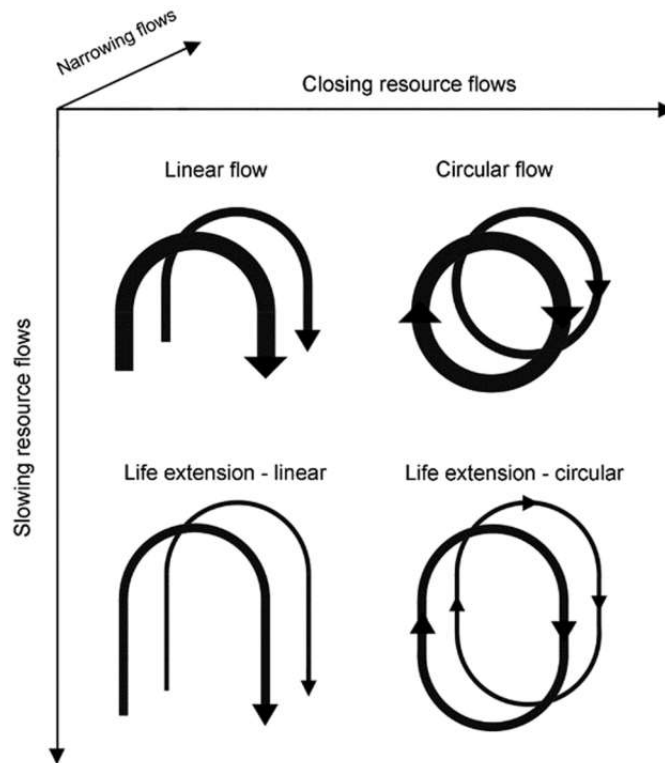 Narrowing flows
Closing resource flows
Linear flow
Circular flow
Slowing resource flows
Life extension - linear
Life extension - circular